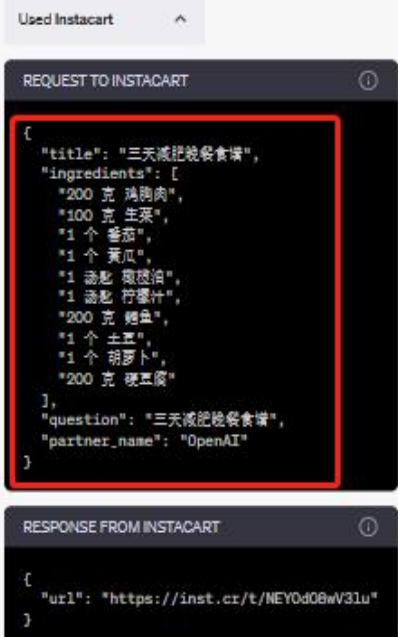 Used Instacart
REQUEST TO INSTACART
{
"title": "三天减肥晚餐食谱",
"ingredients": [
"200 克 鸡胸肉",
"100 克 生菜",
"1 个 番茄",
"1 个 黄瓜",
"1 汤匙 橄榄油",
"1 汤匙 柠檬汁",
"200 克 鳕鱼",
"1 个 土豆",
"1 个 胡萝卜",
"200 克 硬豆腐"
],
"question": "三天减肥晚餐食谱",
"partner_name": "OpenAI"
}
RESPONSE FROM INSTACART
{
"url": "https://inst.cr/t/NEYOdO8wV3lu"
}